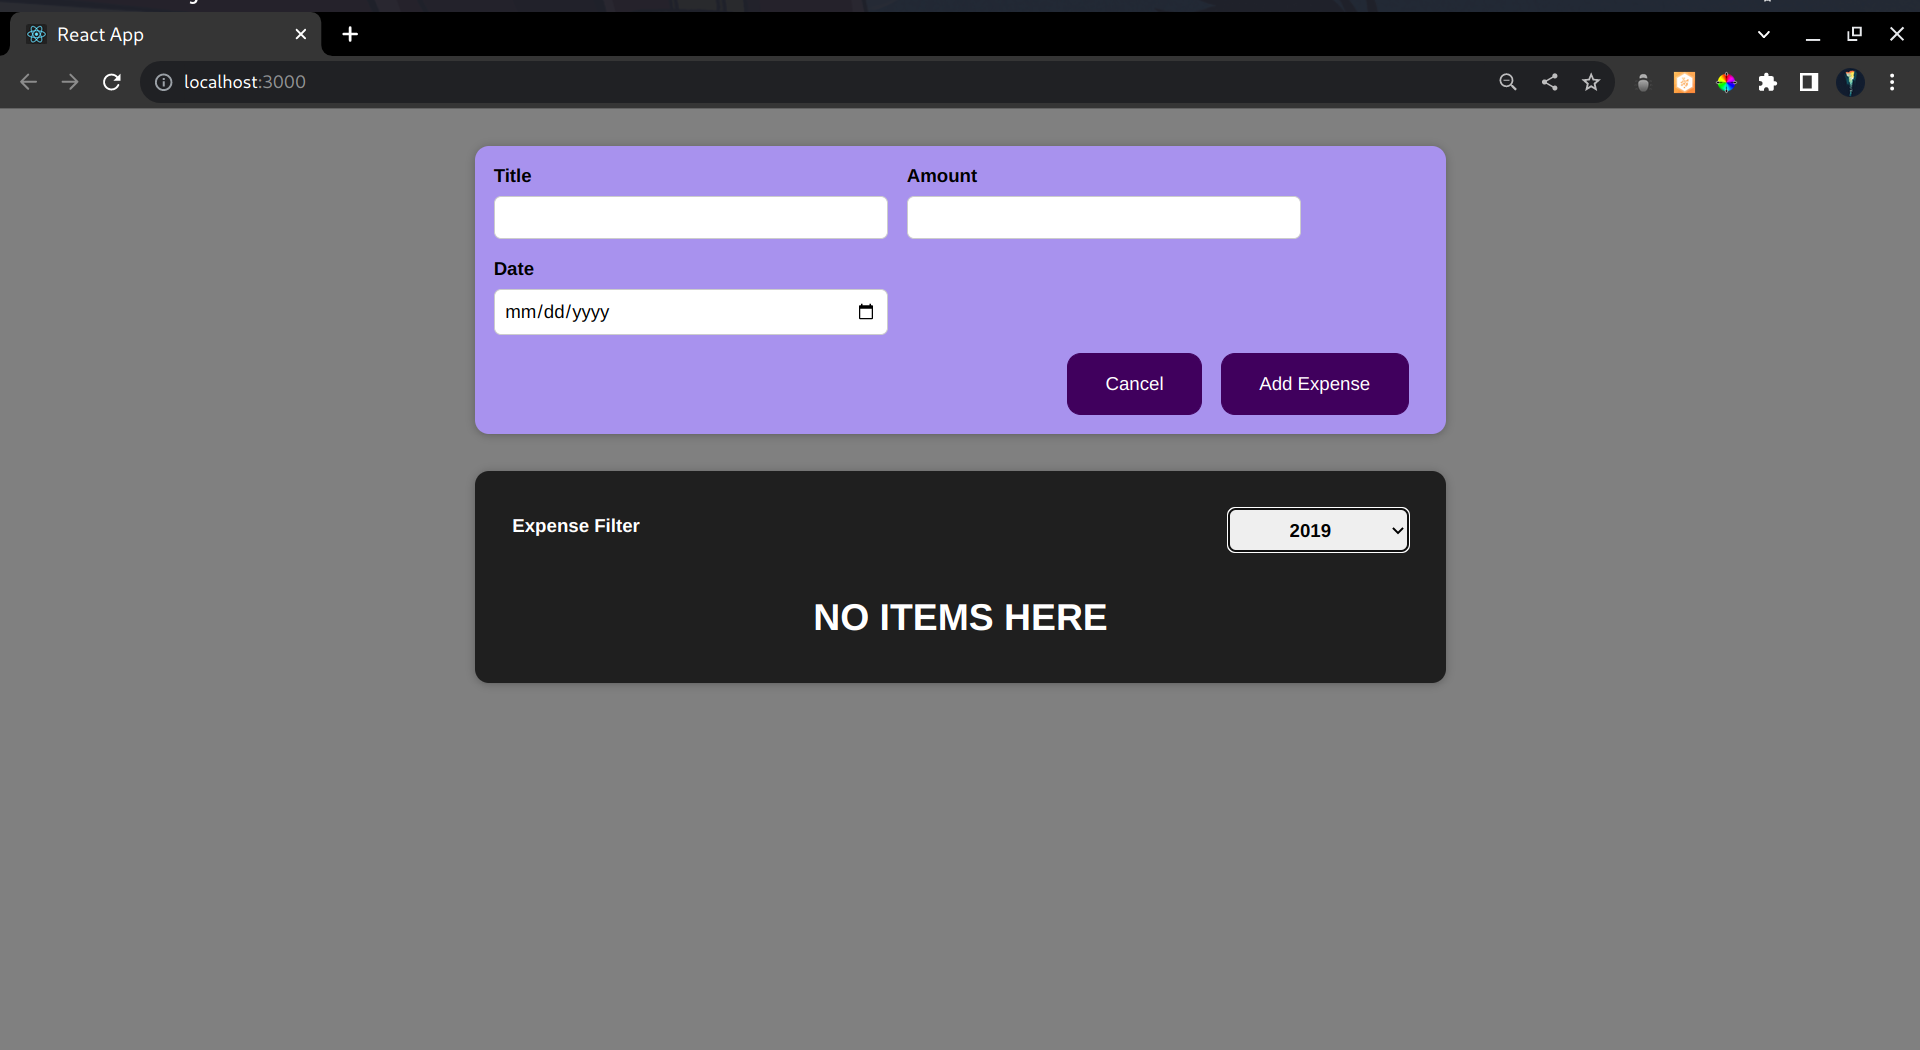 React App
localhost:3000
Title Amount
Date
mm/dd/yyyy
Cancel Add Expense
Expense Filter 2019
NO ITEMS HERE